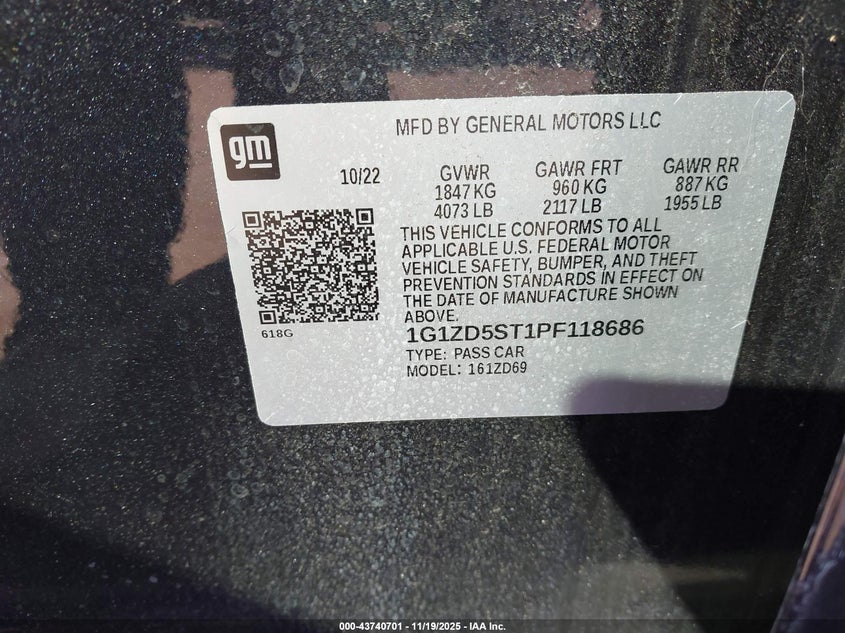 gm
MFD BY GENERAL MOTORS LLC
10/22
GVWR GAWR FRT GAWR RR
1847 KG 960 KG 887 KG
4073 LB 2117 LB 1955 LB
THIS VEHICLE CONFORMS TO ALL
APPLICABLE U.S. FEDERAL MOTOR
VEHICLE SAFETY, BUMPER, AND THEFT
PREVENTION STANDARDS IN EFFECT ON
THE DATE OF MANUFACTURE SHOWN
ABOVE.
618G
1G1ZD5ST1PF118686
TYPE: PASS CAR
MODEL: 161ZD69
000-43740701 - 11/19/2025 - IAA Inc.